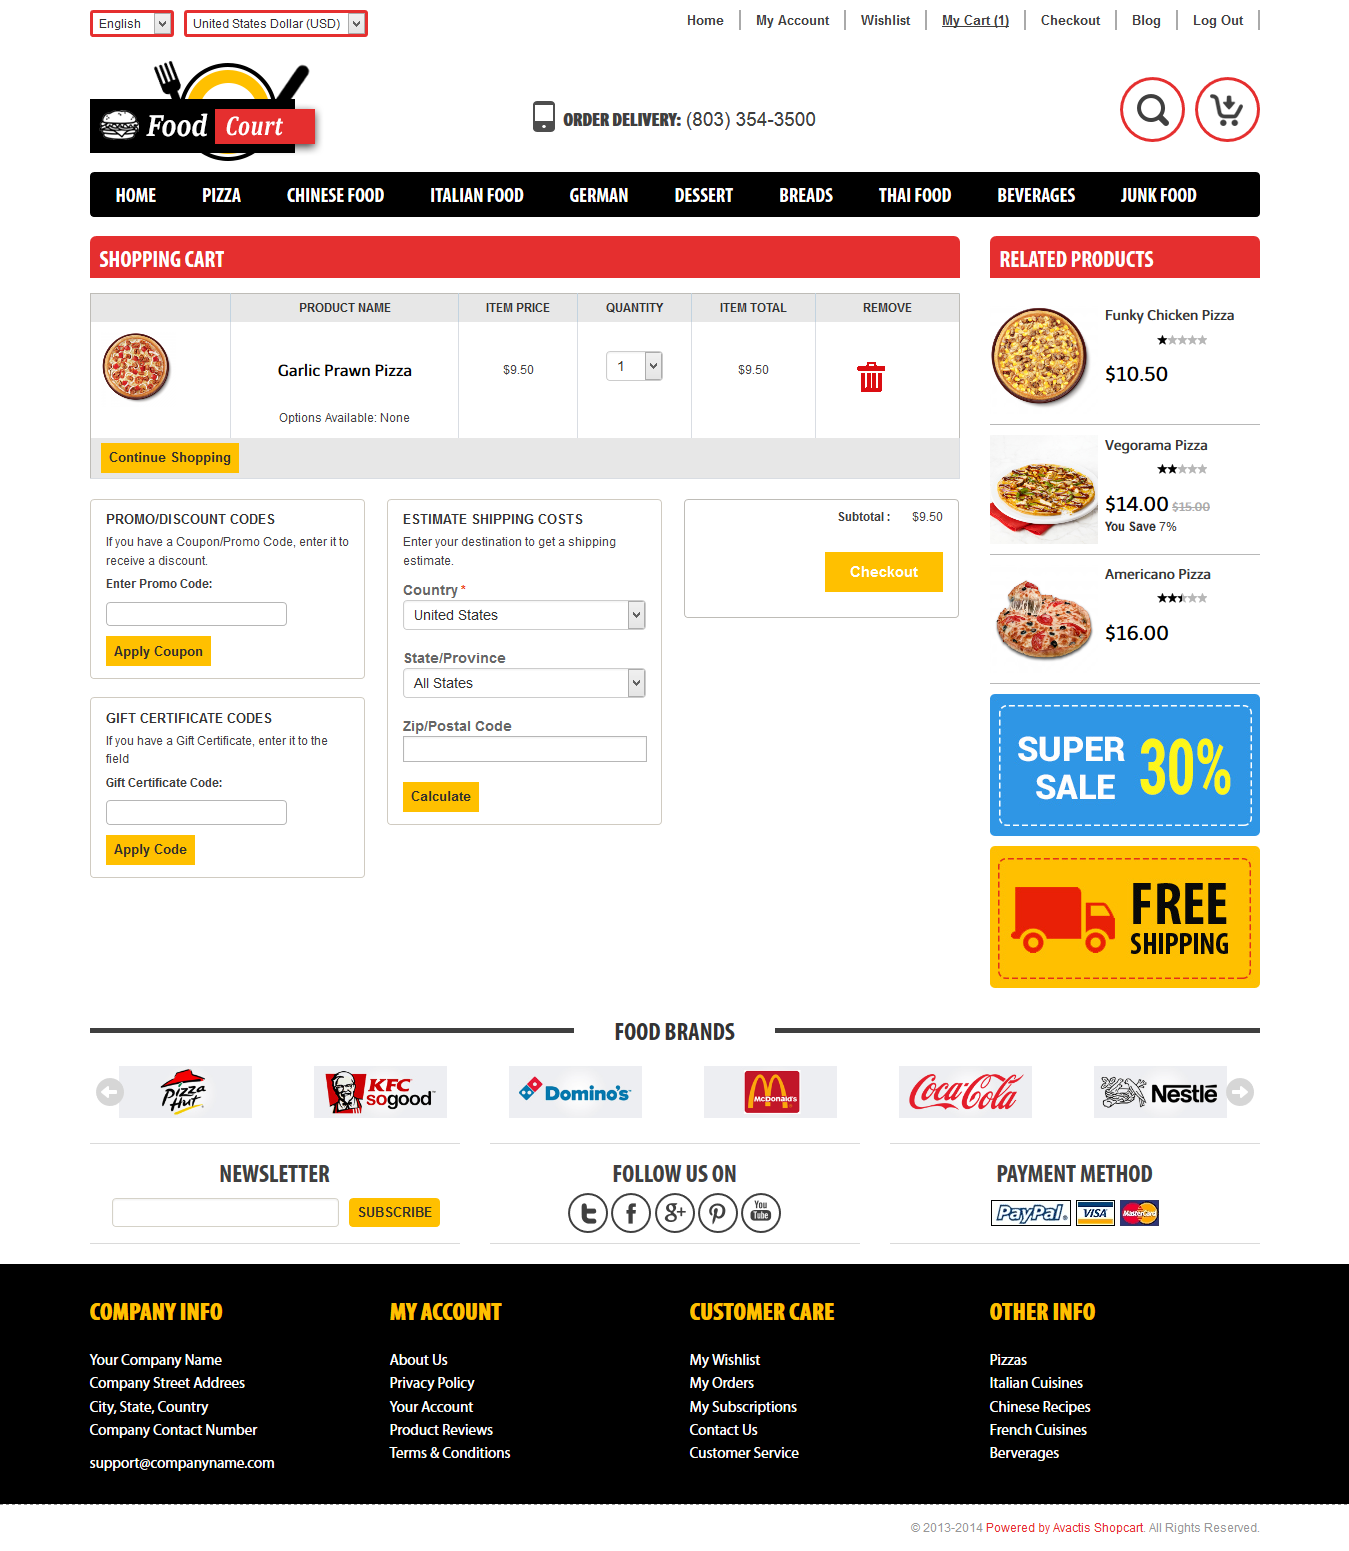 English United States Dollar (USD) Home My Account Wishlist My Cart (1) Checkout Blog Log Out
Food Court
ORDER DELIVERY: (803) 354-3500
HOME PIZZA CHINESE FOOD ITALIAN FOOD GERMAN DESSERT BREADS THAI FOOD BEVERAGES JUNK FOOD
SHOPPING CART
PRODUCT NAME ITEM PRICE QUANTITY ITEM TOTAL REMOVE
Garlic Prawn Pizza $9.50 1 $9.50
Options Available: None
Continue Shopping
PROMO/DISCOUNT CODES
If you have a Coupon/Promo Code, enter it to
receive a discount.
Enter Promo Code:
Apply Coupon
GIFT CERTIFICATE CODES
If you have a Gift Certificate, enter it to the
field
Gift Certificate Code:
Apply Code
ESTIMATE SHIPPING COSTS
Enter your destination to get a shipping
estimate.
Country *
United States
State/Province
All States
Zip/Postal Code
Calculate
Subtotal : $9.50
Checkout
RELATED PRODUCTS
Funky Chicken Pizza
$10.50
Vegorama Pizza
$14.00 $15.00
You Save 7%
Americano Pizza
$16.00
SUPER
SALE
30%
FREE
SHIPPING
FOOD BRANDS
Pizza
Hut
KFC
sogood
Domino's
McDonald's
Coca-Cola
Nestlé
NEWSLETTER
SUBSCRIBE
FOLLOW US ON
g+
You
Tube
PAYMENT METHOD
PayPal VISA MasterCard
COMPANY INFO
Your Company Name
Company Street Addrees
City, State, Country
Company Contact Number
support@companyname.com
MY ACCOUNT
About Us
Privacy Policy
Your Account
Product Reviews
Terms & Conditions
CUSTOMER CARE
My Wishlist
My Orders
My Subscriptions
Contact Us
Customer Service
OTHER INFO
Pizzas
Italian Cuisines
Chinese Recipes
French Cuisines
Berverages
© 2013-2014 Powered by Avactis Shopcart. All Rights Reserved.